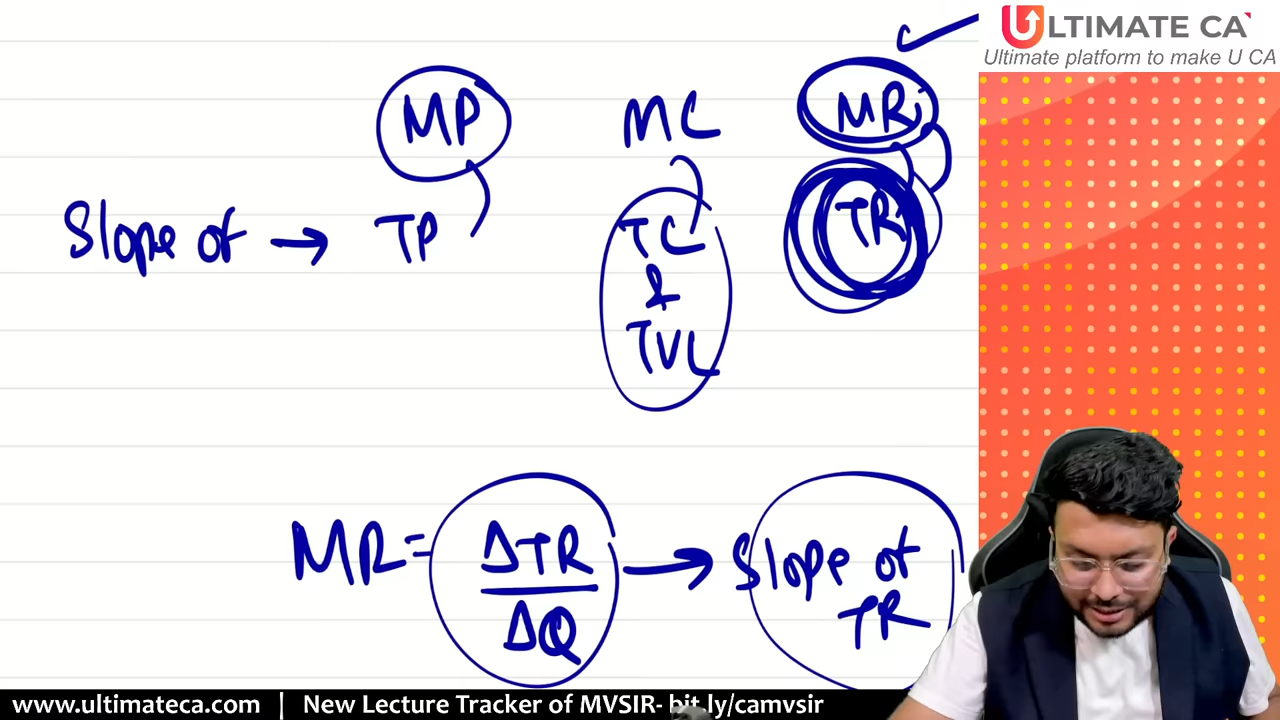 ULTIMATE CA
Ultimate platform to make U CA
MP MC MR
Slope of → TP TC TR
&
TVC
MR = ΔTR/ΔQ → Slope of
TR
www.ultimateca.com | New Lecture Tracker of MVSIR- bit.ly/camvsir